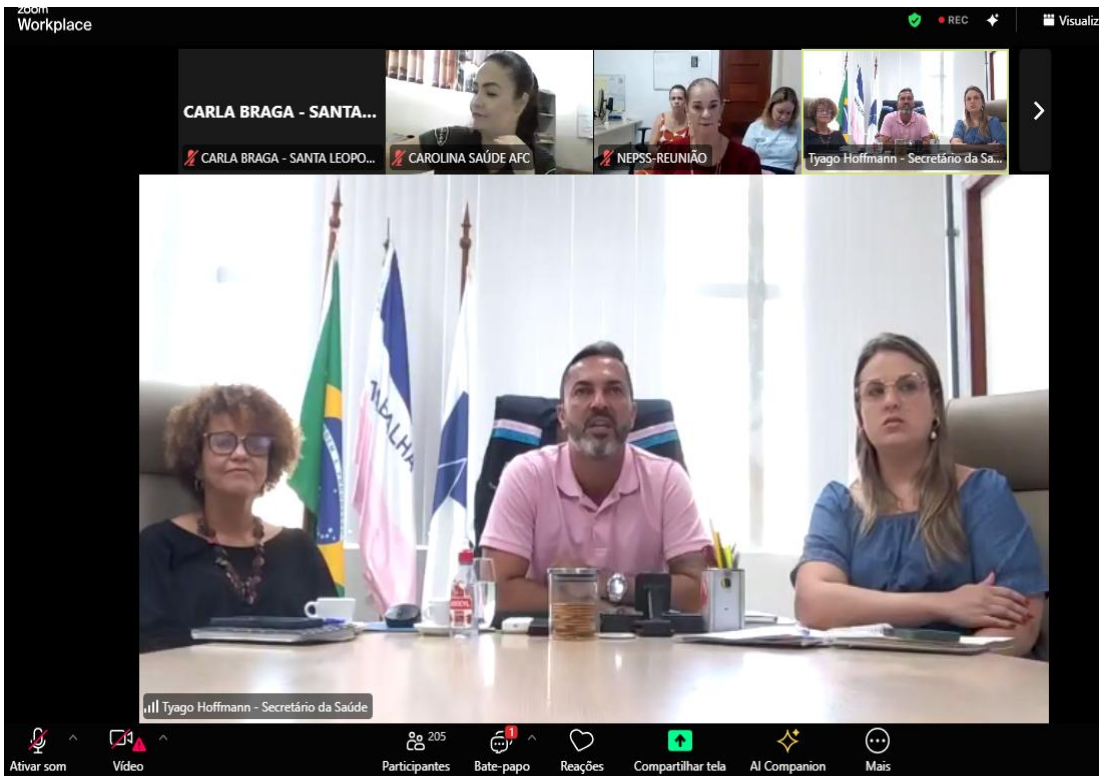 zoom
Workplace
REC
Visualiz
CARLA BRAGA - SANTA...
CARLA BRAGA - SANTA LEOPO...
CAROLINA SAÚDE AFC
NEPSS-REUNIÃO
Tyago Hoffmann - Secretário da Sa...
Tyago Hoffmann - Secretário da Saúde
205
1
Ativar som
Vídeo
Participantes
Bate-papo
Reações
Compartilhar tela
AI Companion
Mais